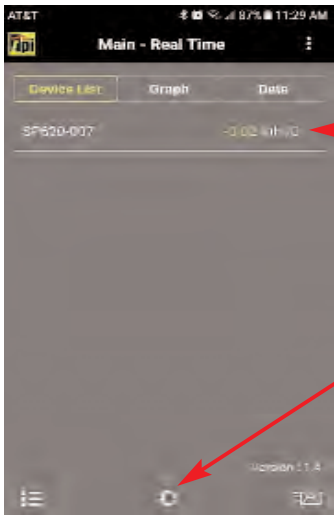 AT&T 87% 11:29 AM
tpi Main - Real Time
Device List Graph Data
SP620-007 -0.02 inH2O
Version : 1.4